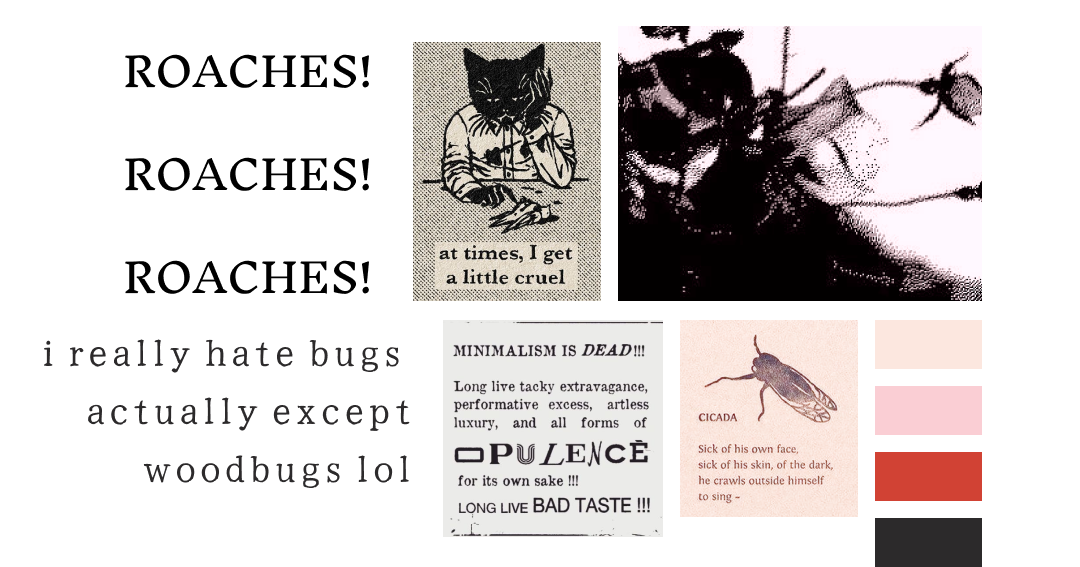 ROACHES!
ROACHES!
ROACHES!
i really hate bugs
actually except
woodbugs lol
at times, I get
a little cruel
MINIMALISM IS DEAD!!!
Long live tacky extravagance,
performative excess, artless
luxury, and all forms of
OPULENCE
for its own sake !!!
LONG LIVE BAD TASTE !!!
CICADA
Sick of his own face,
sick of his skin, of the dark,
he crawls outside himself
to sing –